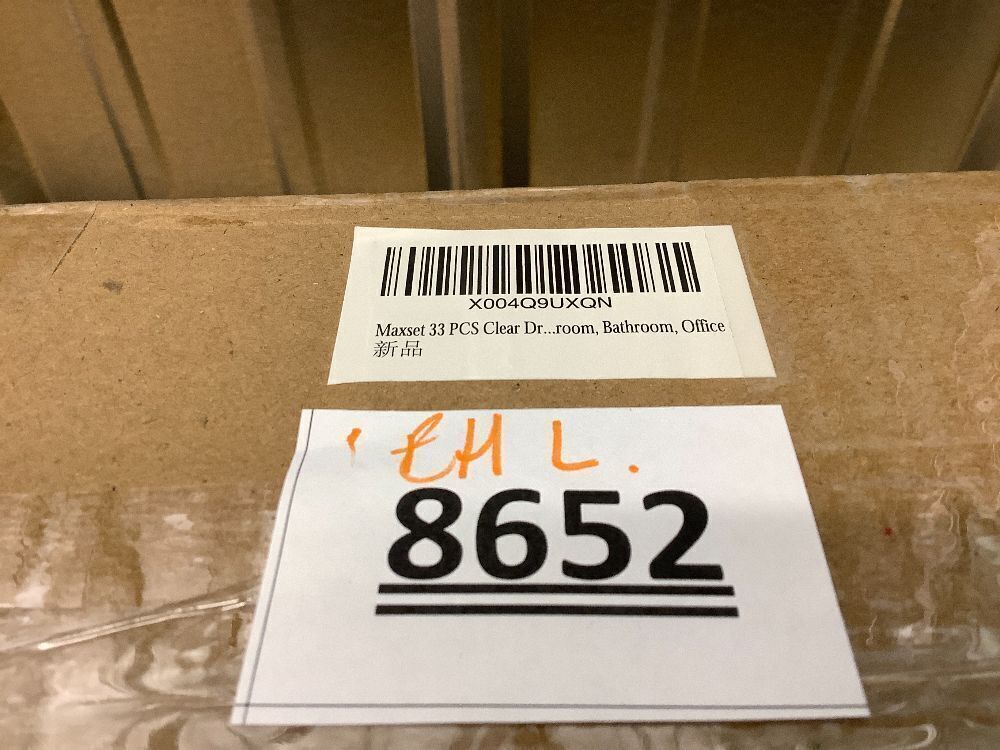 X004Q9UXQN
Maxset 33 PCS Clear Dr...room, Bathroom, Office
新品
L.
8652